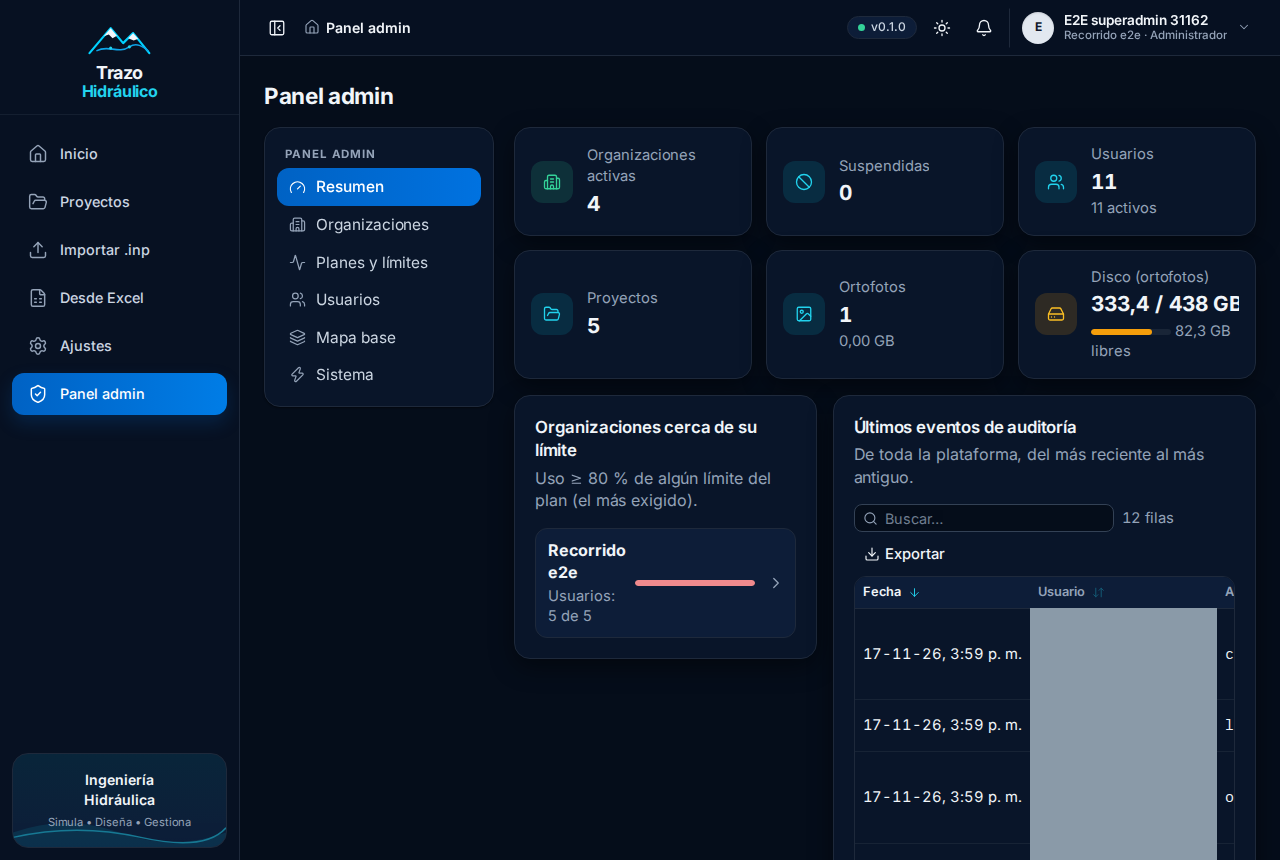 Trazo
Hidráulico
Inicio
Proyectos
Importar .inp
Desde Excel
Ajustes
Panel admin
Ingeniería
Hidráulica
Simula • Diseña • Gestiona
Panel admin
v0.1.0
E
E2E superadmin 31162
Recorrido e2e · Administrador
Panel admin
PANEL ADMIN
Resumen
Organizaciones
Planes y límites
Usuarios
Mapa base
Sistema
Organizaciones
activas
4
Suspendidas
0
Usuarios
11
11 activos
Proyectos
5
Ortofotos
1
0,00 GB
Disco (ortofotos)
333,4 / 438 GB
82,3 GB
libres
Organizaciones cerca de su
límite
Uso ≥ 80 % de algún límite del
plan (el más exigido).
Recorrido
e2e
Usuarios:
5 de 5
Últimos eventos de auditoría
De toda la plataforma, del más reciente al más
antiguo.
Buscar...
12 filas
Exportar
Fecha Usuario A
17-11-26, 3:59 p. m. c
17-11-26, 3:59 p. m. l
17-11-26, 3:59 p. m. o